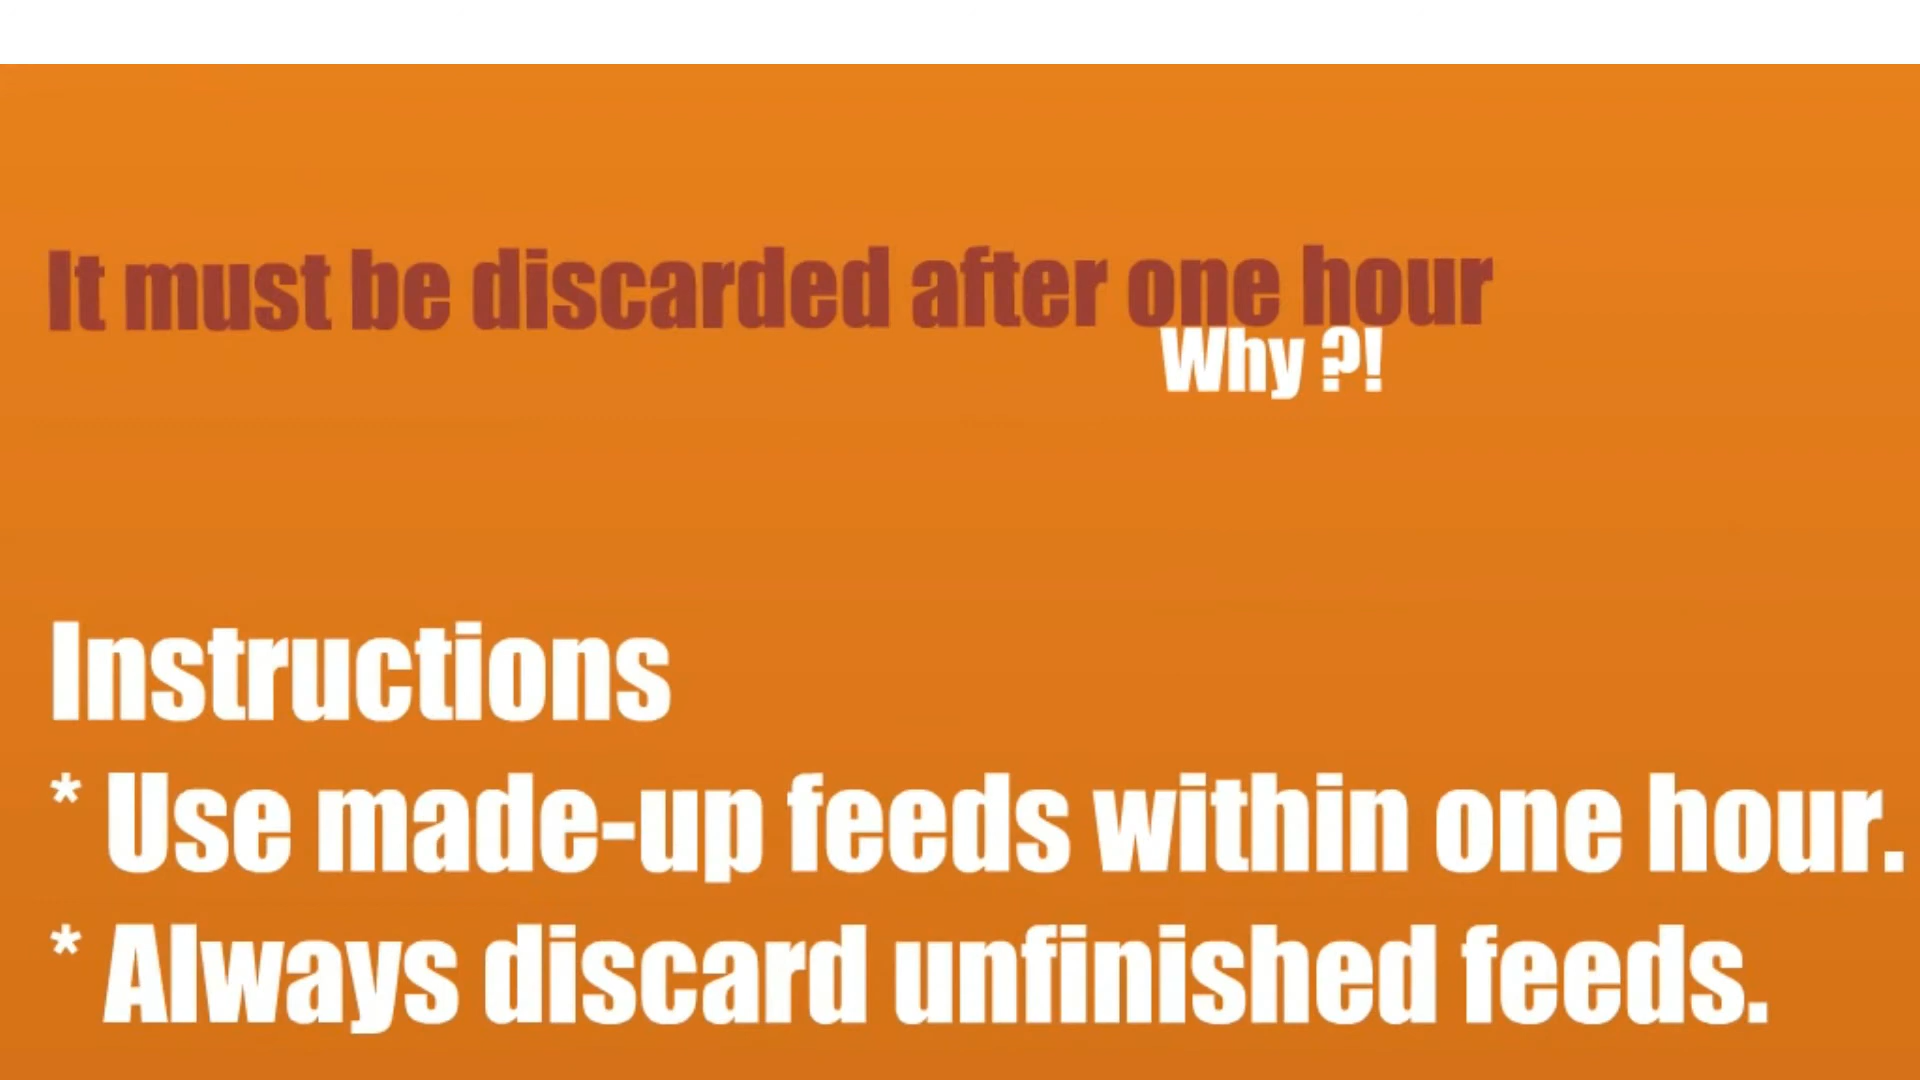 It must be discarded after one hour
Why ?!
Instructions
* Use made-up feeds within one hour.
* Always discard unfinished feeds.